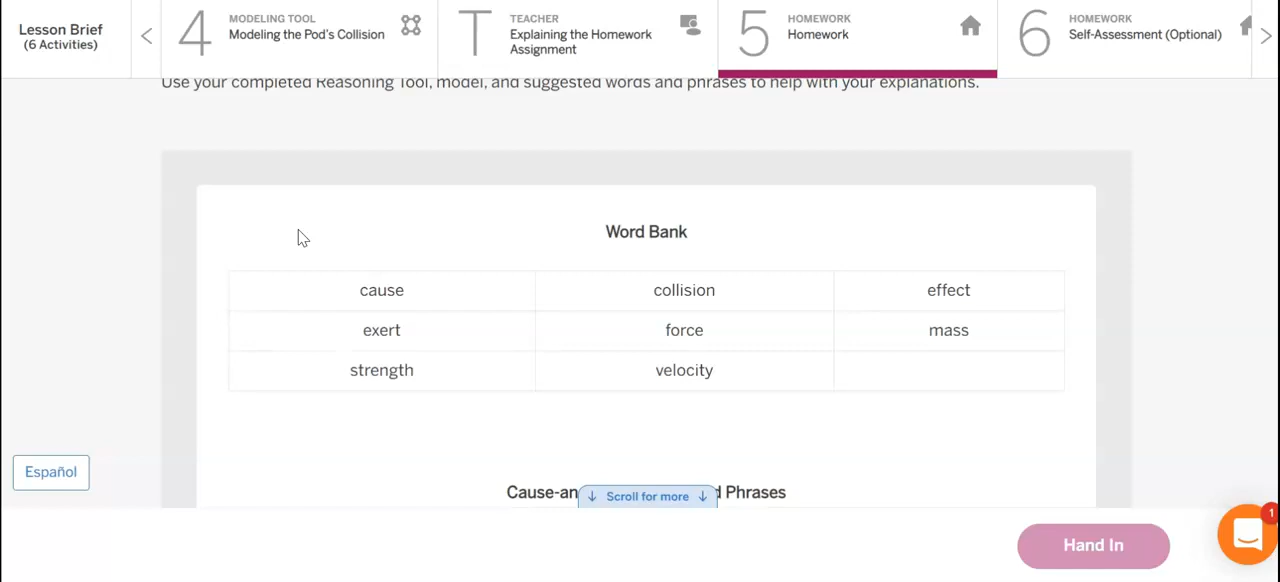 Lesson Brief
(6 Activities)
4
MODELING TOOL
Modeling the Pod's Collision
T
TEACHER
Explaining the Homework
Assignment
5
HOMEWORK
Homework
6
HOMEWORK
Self-Assessment (Optional)
Use your completed Reasoning Tool, model, and suggested words and phrases to help with your explanations.
Word Bank
cause collision effect
exert force mass
strength velocity
Español
Cause-an d Phrases
↓ Scroll for more ↓
Hand In
1